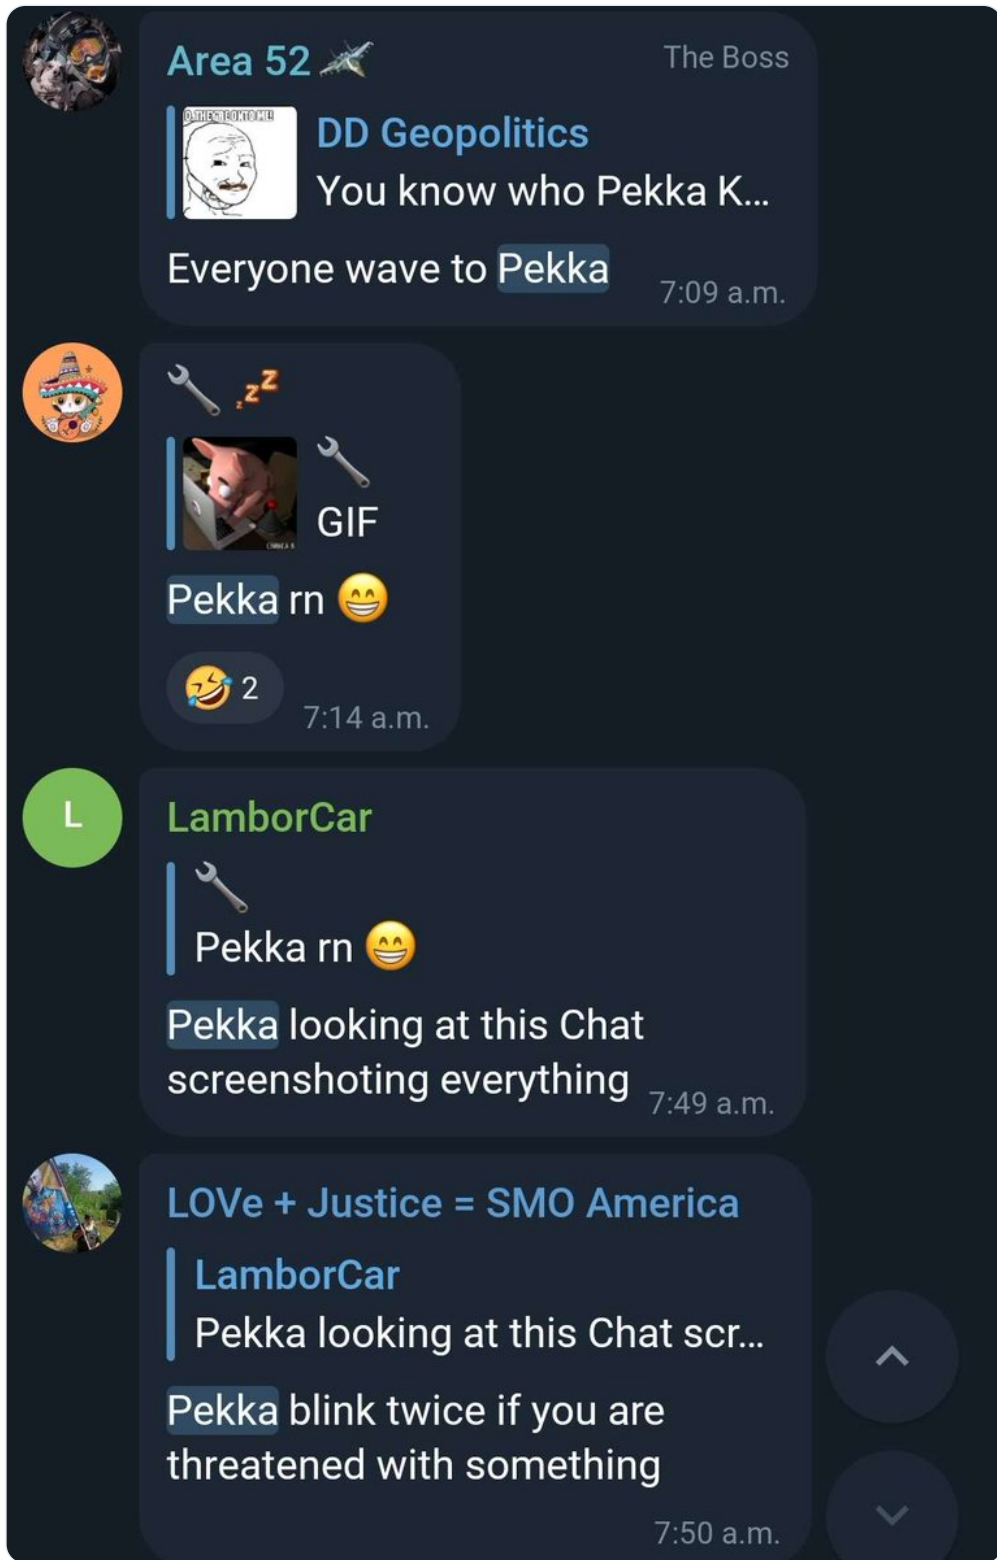 Area 52
The Boss
DD Geopolitics
You know who Pekka K...
Everyone wave to Pekka
7:09 a.m.
GIF
Pekka rn
2
7:14 a.m.
L
LamborCar
Pekka rn
Pekka looking at this Chat
screenshoting everything
7:49 a.m.
LOVe + Justice = SMO America
LamborCar
Pekka looking at this Chat scr...
Pekka blink twice if you are
threatened with something
7:50 a.m.